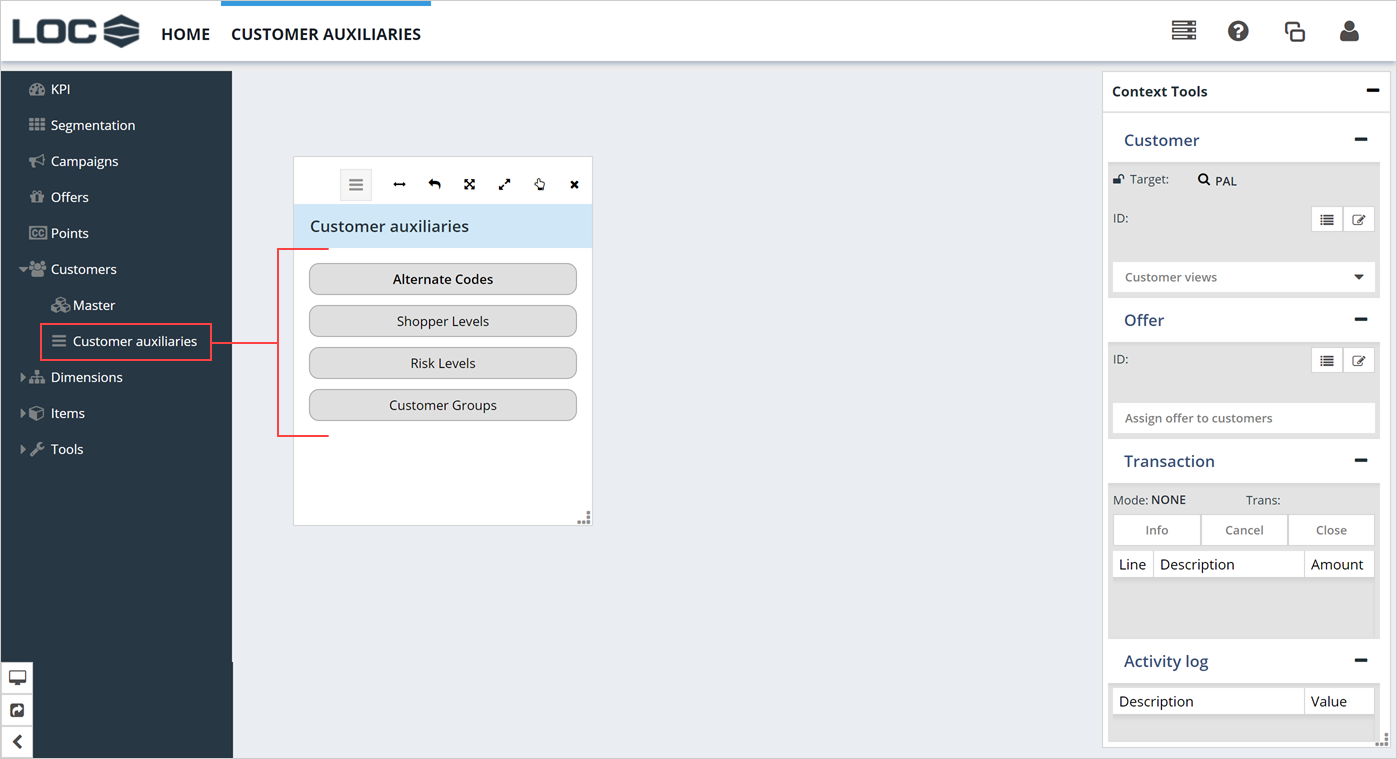 LOC
HOME
CUSTOMER AUXILIARIES
KPI
Segmentation
Campaigns
Offers
CC
Points
Customers
Master
Customer auxiliaries
Dimensions
Items
Tools
Customer auxiliaries
Alternate Codes
Shopper Levels
Risk Levels
Customer Groups
Context Tools
Customer
Target: PAL
ID:
Customer views
Offer
ID:
Assign offer to customers
Transaction
Mode: NONE Trans:
Info Cancel Close
Line Description Amount
Activity log
Description Value